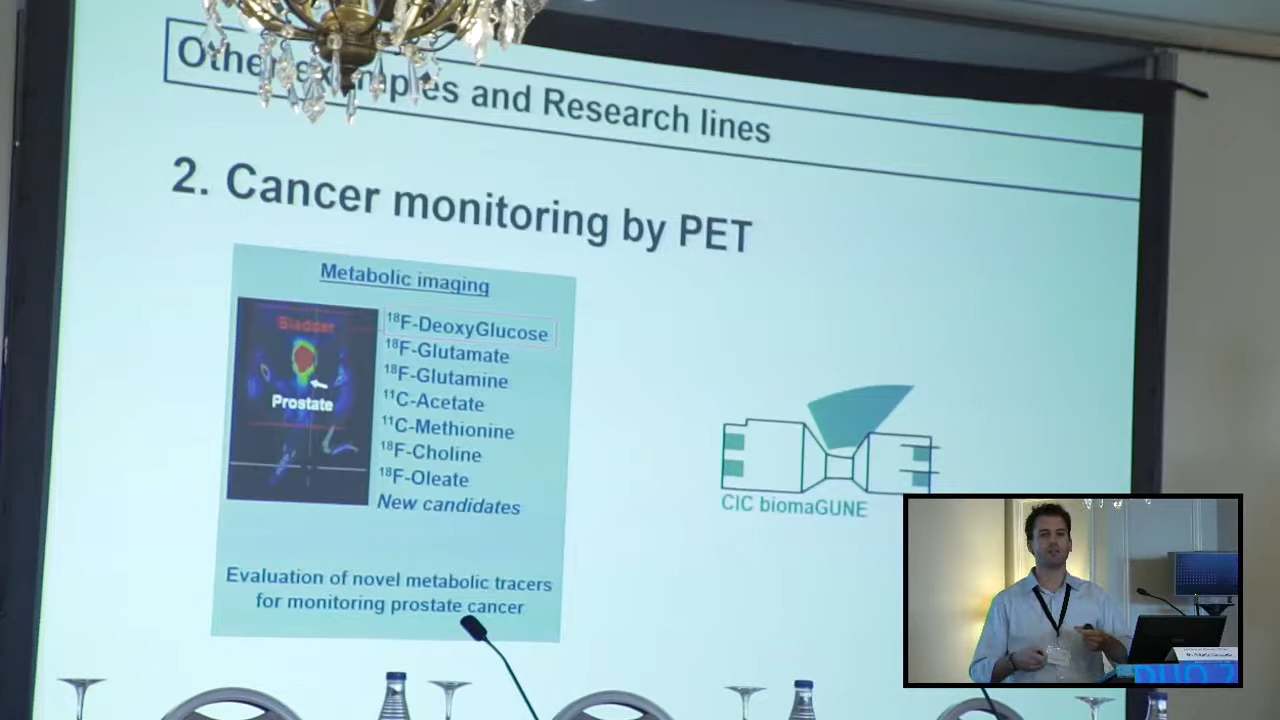 Other examples and Research lines
2. Cancer monitoring by PET
Metabolic imaging
Bladder
Prostate
¹⁸F-DeoxyGlucose
¹⁸F-Glutamate
¹⁸F-Glutamine
¹¹C-Acetate
¹¹C-Methionine
¹⁸F-Choline
¹⁸F-Oleate
New candidates
Evaluation of novel metabolic tracers
for monitoring prostate cancer
CIC biomaGUNE